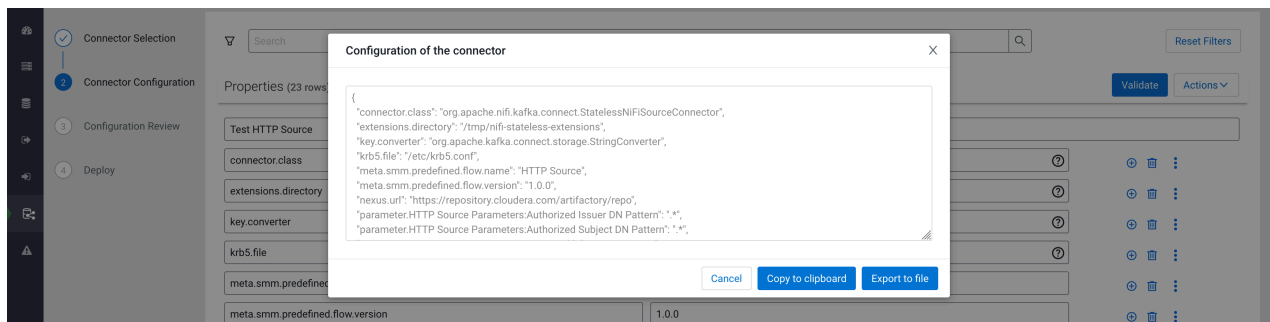 Connector Selection
2
Connector Configuration
3
Configuration Review
4
Deploy
Search
Reset Filters
Properties (23 rows)
Validate
Actions
Test HTTP Source
connector.class
extensions.directory
key.converter
krb5.file
meta.smm.predefined
meta.smm.predefined.flow.version
1.0.0
Configuration of the connector
{
"connector.class": "org.apache.nifi.kafka.connect.StatelessNiFiSourceConnector",
"extensions.directory": "/tmp/nifi-stateless-extensions",
"key.converter": "org.apache.kafka.connect.storage.StringConverter",
"krb5.file": "/etc/krb5.conf",
"meta.smm.predefined.flow.name": "HTTP Source",
"meta.smm.predefined.flow.version": "1.0.0",
"nexus.url": "https://repository.cloudera.com/artifactory/repo",
"parameter.HTTP Source Parameters:Authorized Issuer DN Pattern": ".*",
"parameter.HTTP Source Parameters:Authorized Subject DN Pattern": ".*",
Cancel
Copy to clipboard
Export to file